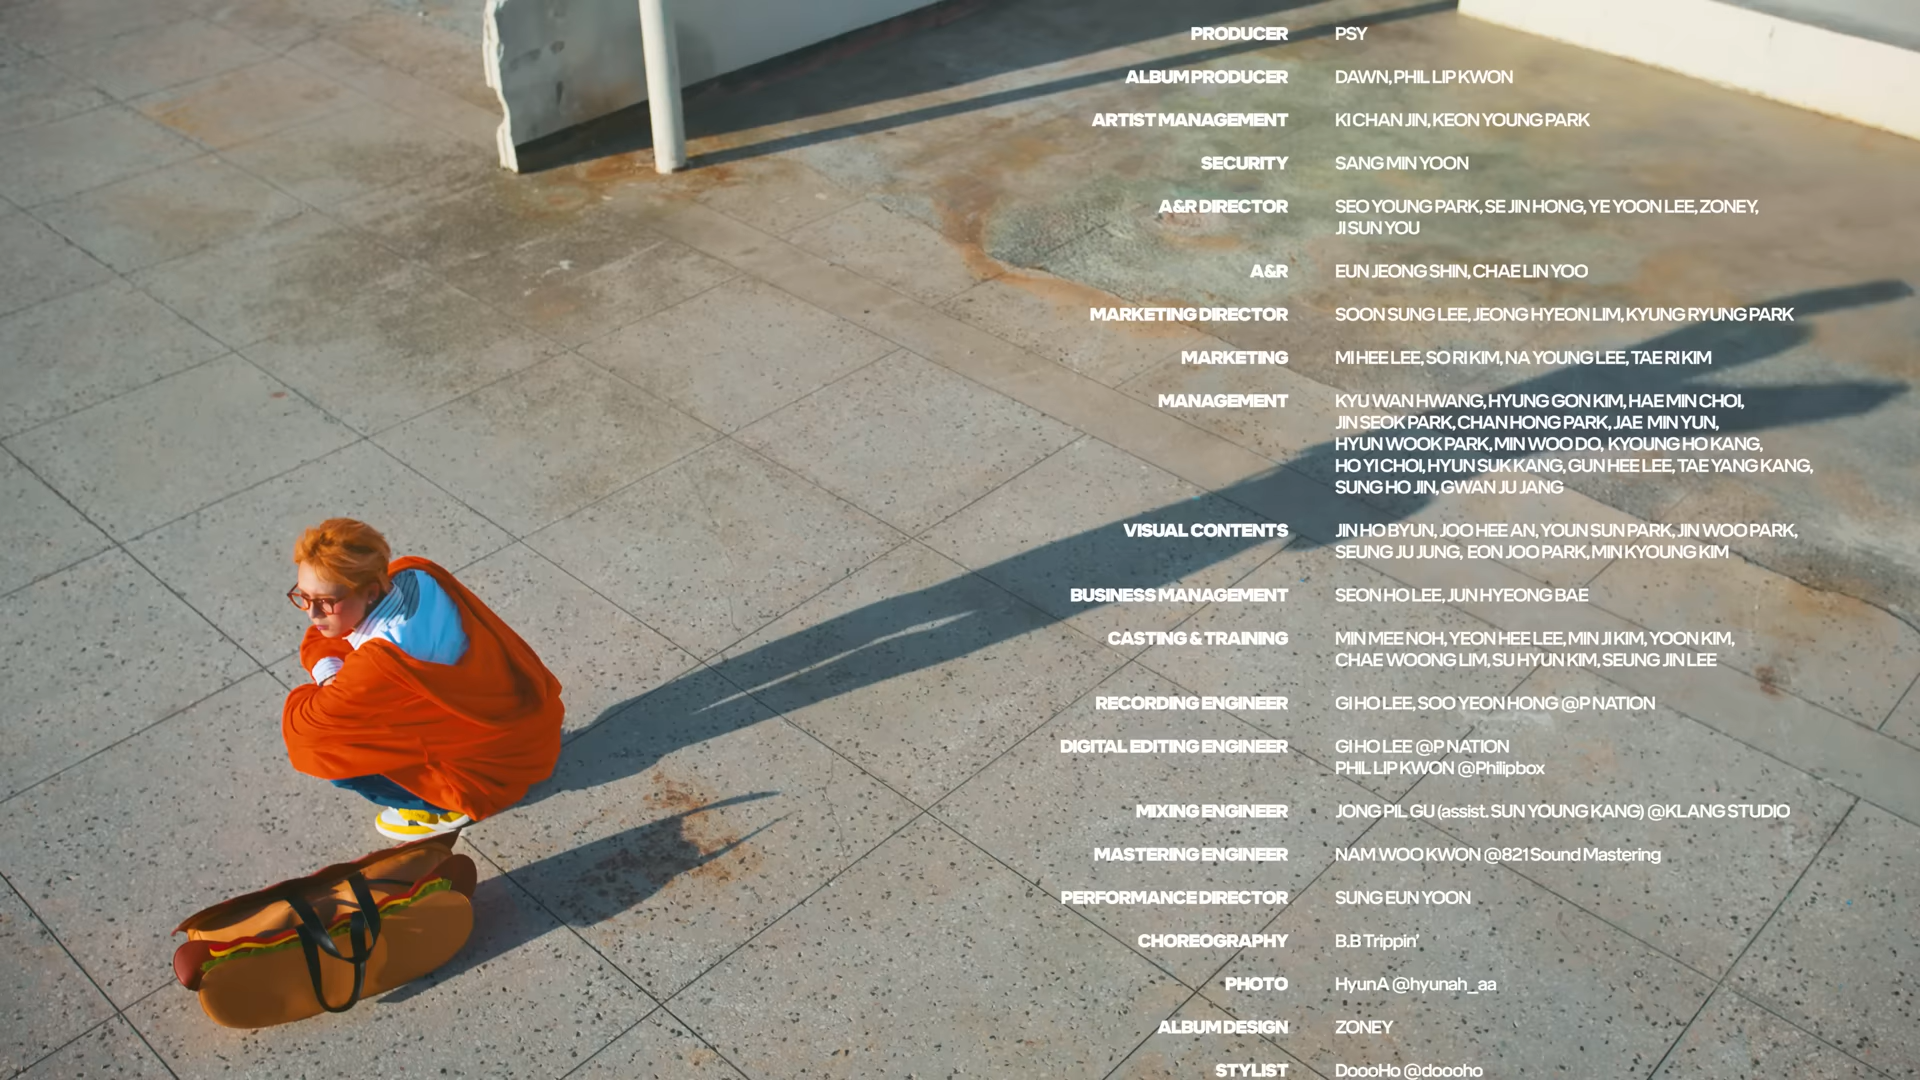 PRODUCER PSY
ALBUM PRODUCER DAWN, PHIL LIP KWON
ARTIST MANAGEMENT KI CHAN JIN, KEON YOUNG PARK
SECURITY SANG MIN YOON
A&R DIRECTOR SEO YOUNG PARK, SE JIN HONG, YE YOON LEE, ZONEY,
JI SUN YOU
A&R EUN JEONG SHIN, CHAE LIN YOO
MARKETING DIRECTOR SOON SUNG LEE, JEONG HYEON LIM, KYUNG RYUNG PARK
MARKETING MI HEE LEE, SO RI KIM, NA YOUNG LEE, TAE RI KIM
MANAGEMENT KYU WAN HWANG, HYUNG GON KIM, HAE MIN CHOI,
JIN SEOK PARK, CHAN HONG PARK, JAE MIN YUN,
HYUN WOOK PARK, MIN WOO DO, KYOUNG HO KANG,
HO YI CHOI, HYUN SUK KANG, GUN HEE LEE, TAE YANG KANG,
SUNG HO JIN, GWAN JU JANG
VISUAL CONTENTS JIN HO BYUN, JOO HEE AN, YOUN SUN PARK, JIN WOO PARK,
SEUNG JU JUNG, EON JOO PARK, MIN KYOUNG KIM
BUSINESS MANAGEMENT SEON HO LEE, JUN HYEONG BAE
CASTING & TRAINING MIN MEE NOH, YEON HEE LEE, MIN JI KIM, YOON KIM,
CHAE WOONG LIM, SU HYUN KIM, SEUNG JIN LEE
RECORDING ENGINEER GI HO LEE, SOO YEON HONG @P NATION
DIGITAL EDITING ENGINEER GI HO LEE @P NATION
PHIL LIP KWON @Philipbox
MIXING ENGINEER JONG PIL GU (assist. SUN YOUNG KANG) @KLANG STUDIO
MASTERING ENGINEER NAM WOO KWON @821 Sound Mastering
PERFORMANCE DIRECTOR SUNG EUN YOON
CHOREOGRAPHY B.B Trippin'
PHOTO HyunA @hyunah_aa
ALBUM DESIGN ZONEY
STYLIST DoooHo @doooho